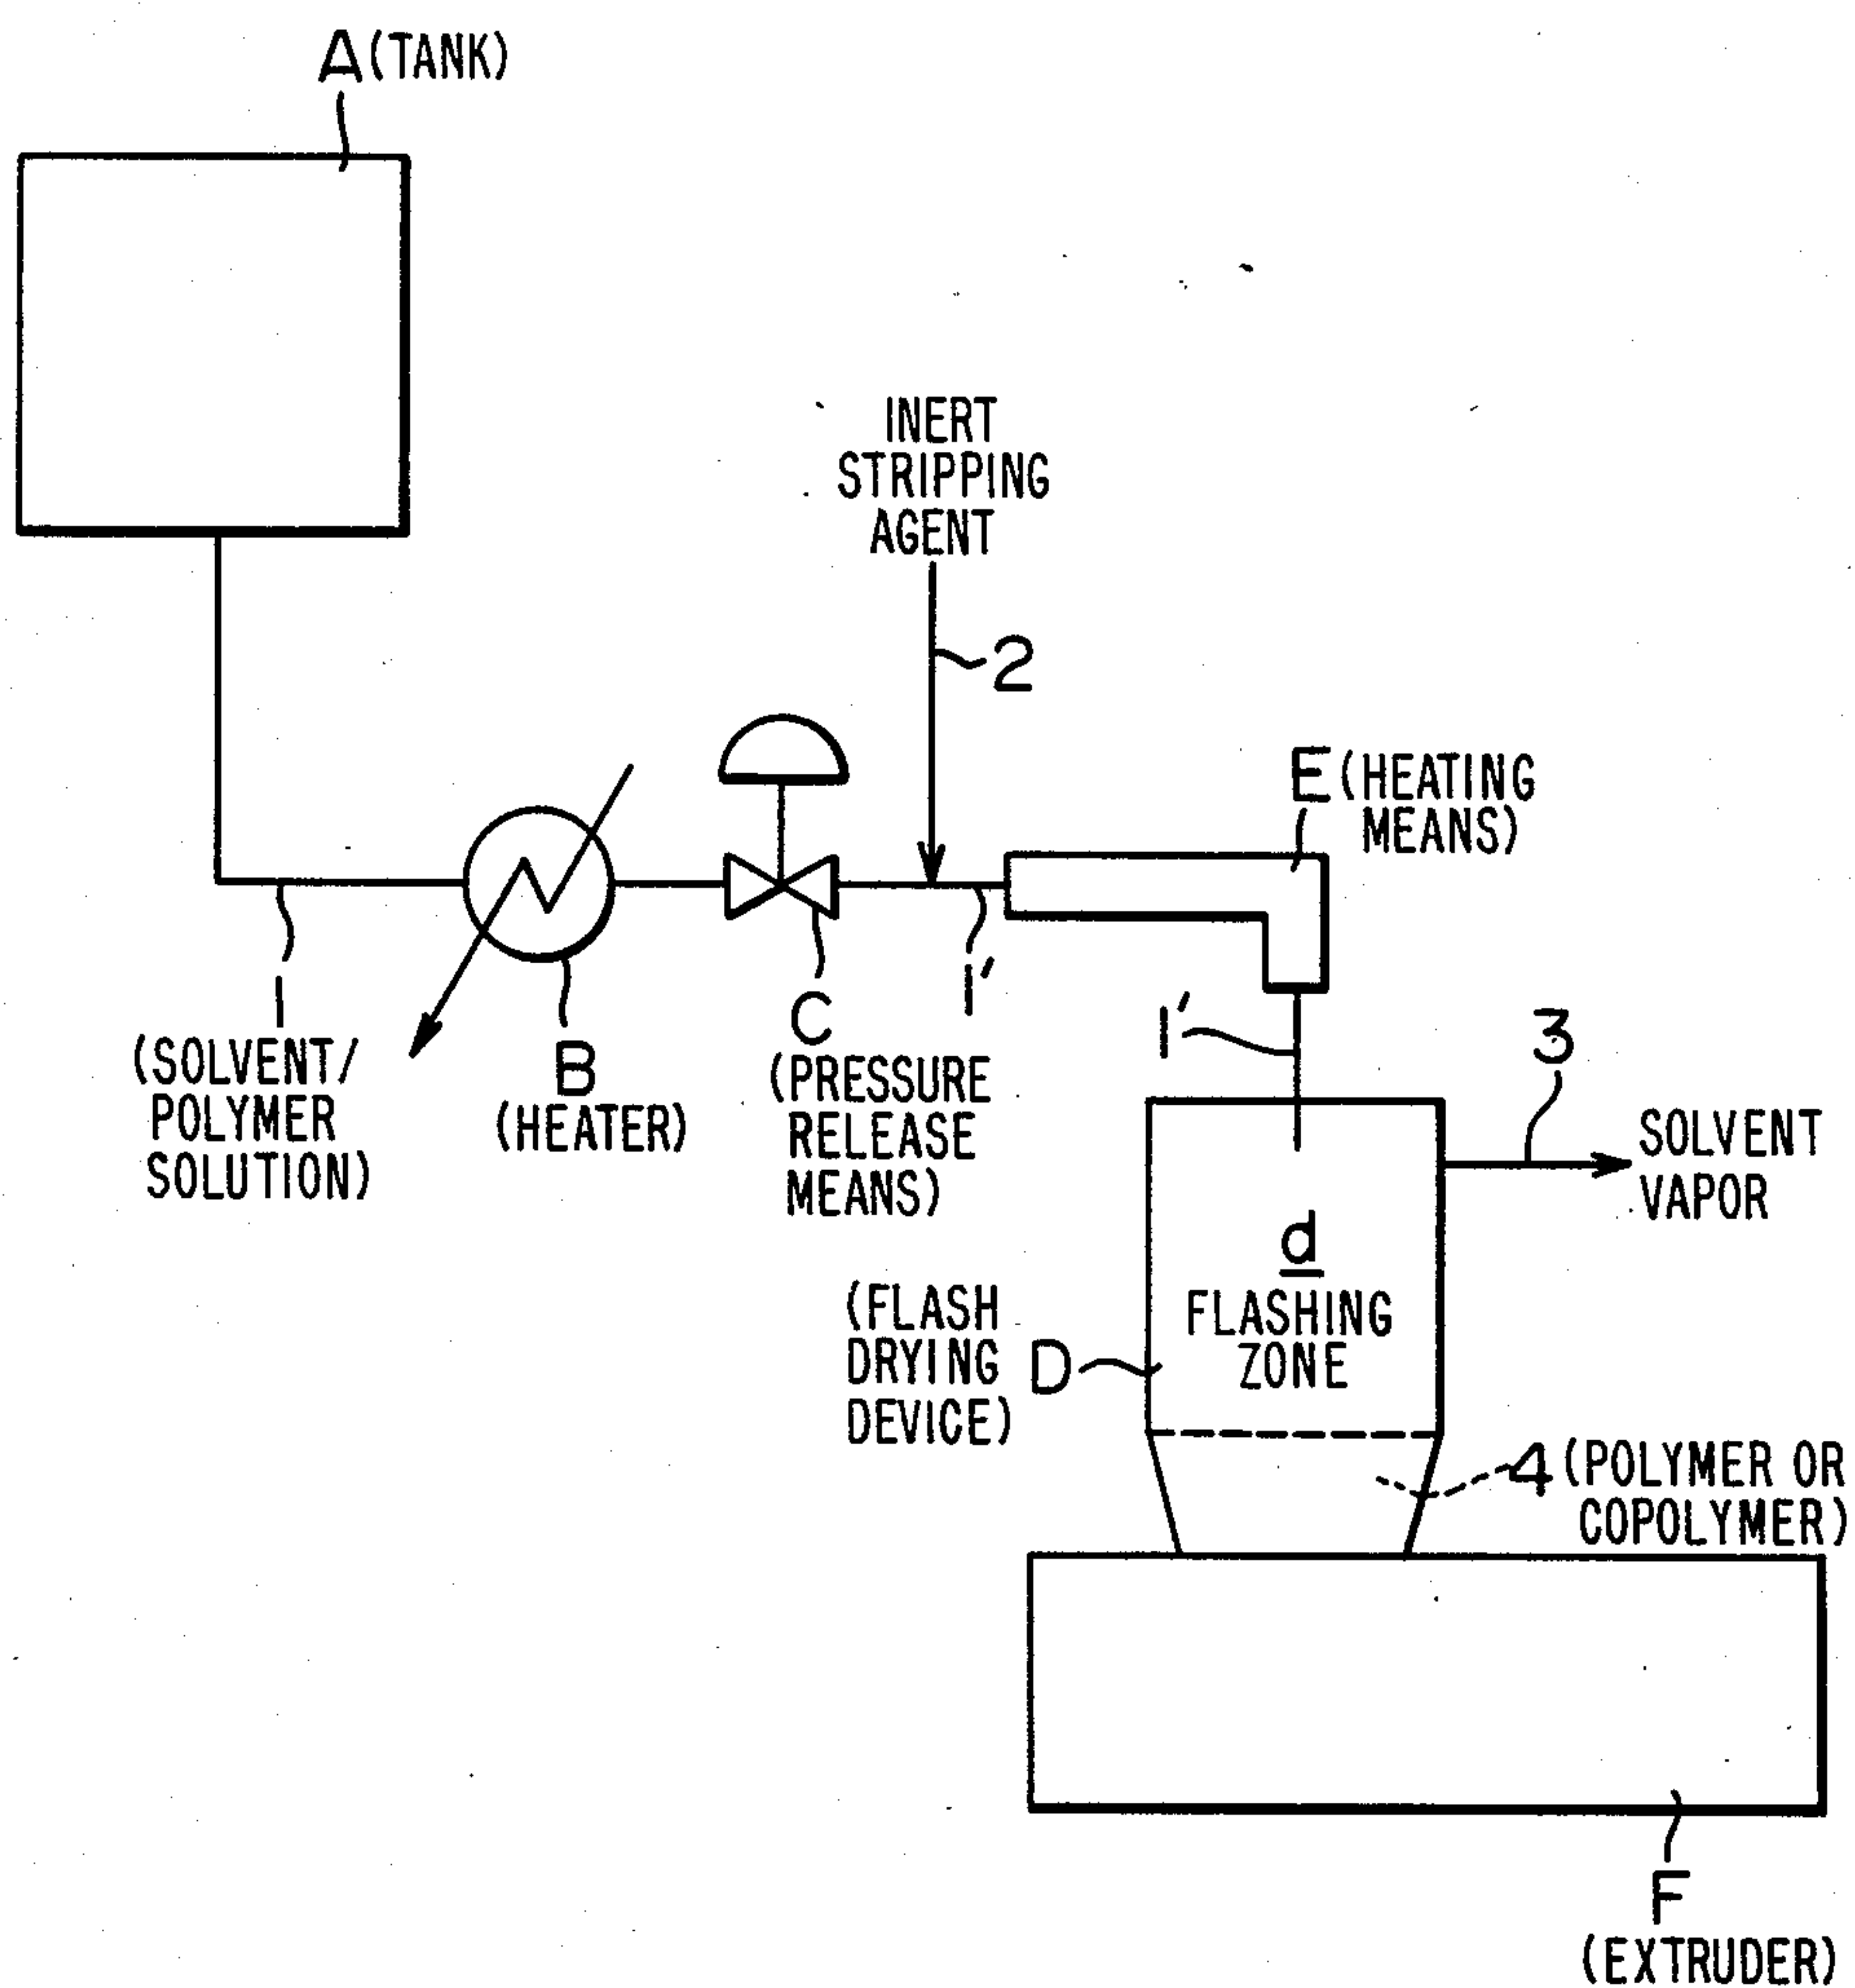 A (TANK)
INERT
STRIPPING
AGENT
2
E (HEATING
MEANS)
1'
1
(SOLVENT/
POLYMER
SOLUTION)
B
(HEATER)
C
(PRESSURE
RELEASE
MEANS)
1'
3
SOLVENT
VAPOR
d
FLASHING
ZONE
(FLASH
DRYING
DEVICE)
D
4 (POLYMER OR
COPOLYMER)
F
(EXTRUDER)